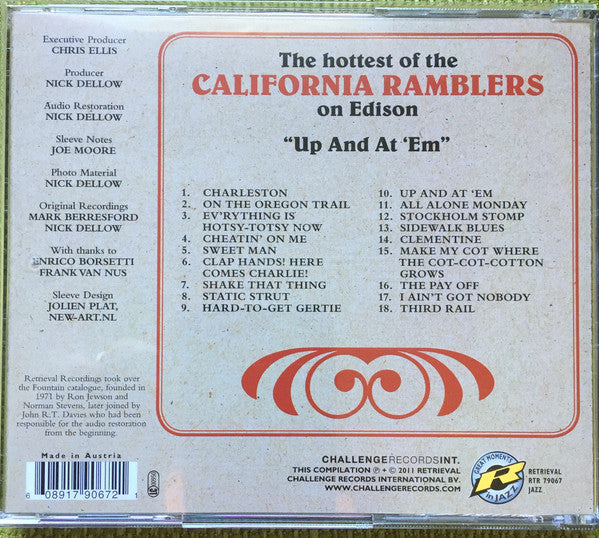 Executive Producer
CHRIS ELLIS
Producer
NICK DELLOW
Audio Restoration
NICK DELLOW
Sleeve Notes
JOE MOORE
Photo Material
NICK DELLOW
Original Recordings
MARK BERRESFORD
NICK DELLOW
With thanks to
ENRICO BORSETTI
FRANK VAN NUS
Sleeve Design
JOLIEN PLAT,
NEW-ART.NL
Retrieval Recordings took over
the Fountain catalogue, founded
in 1971 by Ron Jewson and
Norman Stevens, later joined by
John R.T. Davies who had been
responsible for the audio restoration
from the beginning.
Made in Austria
6 08917 90672 1
LC
The hottest of the
CALIFORNIA RAMBLERS
on Edison
“Up And At ‘Em”
1. CHARLESTON
2. ON THE OREGON TRAIL
3. EV’RYTHING IS
HOTSY-TOTSY NOW
4. CHEATIN’ ON ME
5. SWEET MAN
6. CLAP HANDS! HERE
COMES CHARLIE!
7. SHAKE THAT THING
8. STATIC STRUT
9. HARD-TO-GET GERTIE
10. UP AND AT ‘EM
11. ALL ALONE MONDAY
12. STOCKHOLM STOMP
13. SIDEWALK BLUES
14. CLEMENTINE
15. MAKE MY COT WHERE
THE COT-COT-COTTON
GROWS
16. THE PAY OFF
17. I AIN’T GOT NOBODY
18. THIRD RAIL
CHALLENGERECORDSINT.
THIS COMPILATION ℗ + © 2011 RETRIEVAL
CHALLENGE RECORDS INTERNATIONAL BV.
WWW.CHALLENGERECORDS.COM
GREAT MOMENTS
R
in JAZZ
RETRIEVAL
RTR 79067
JAZZ